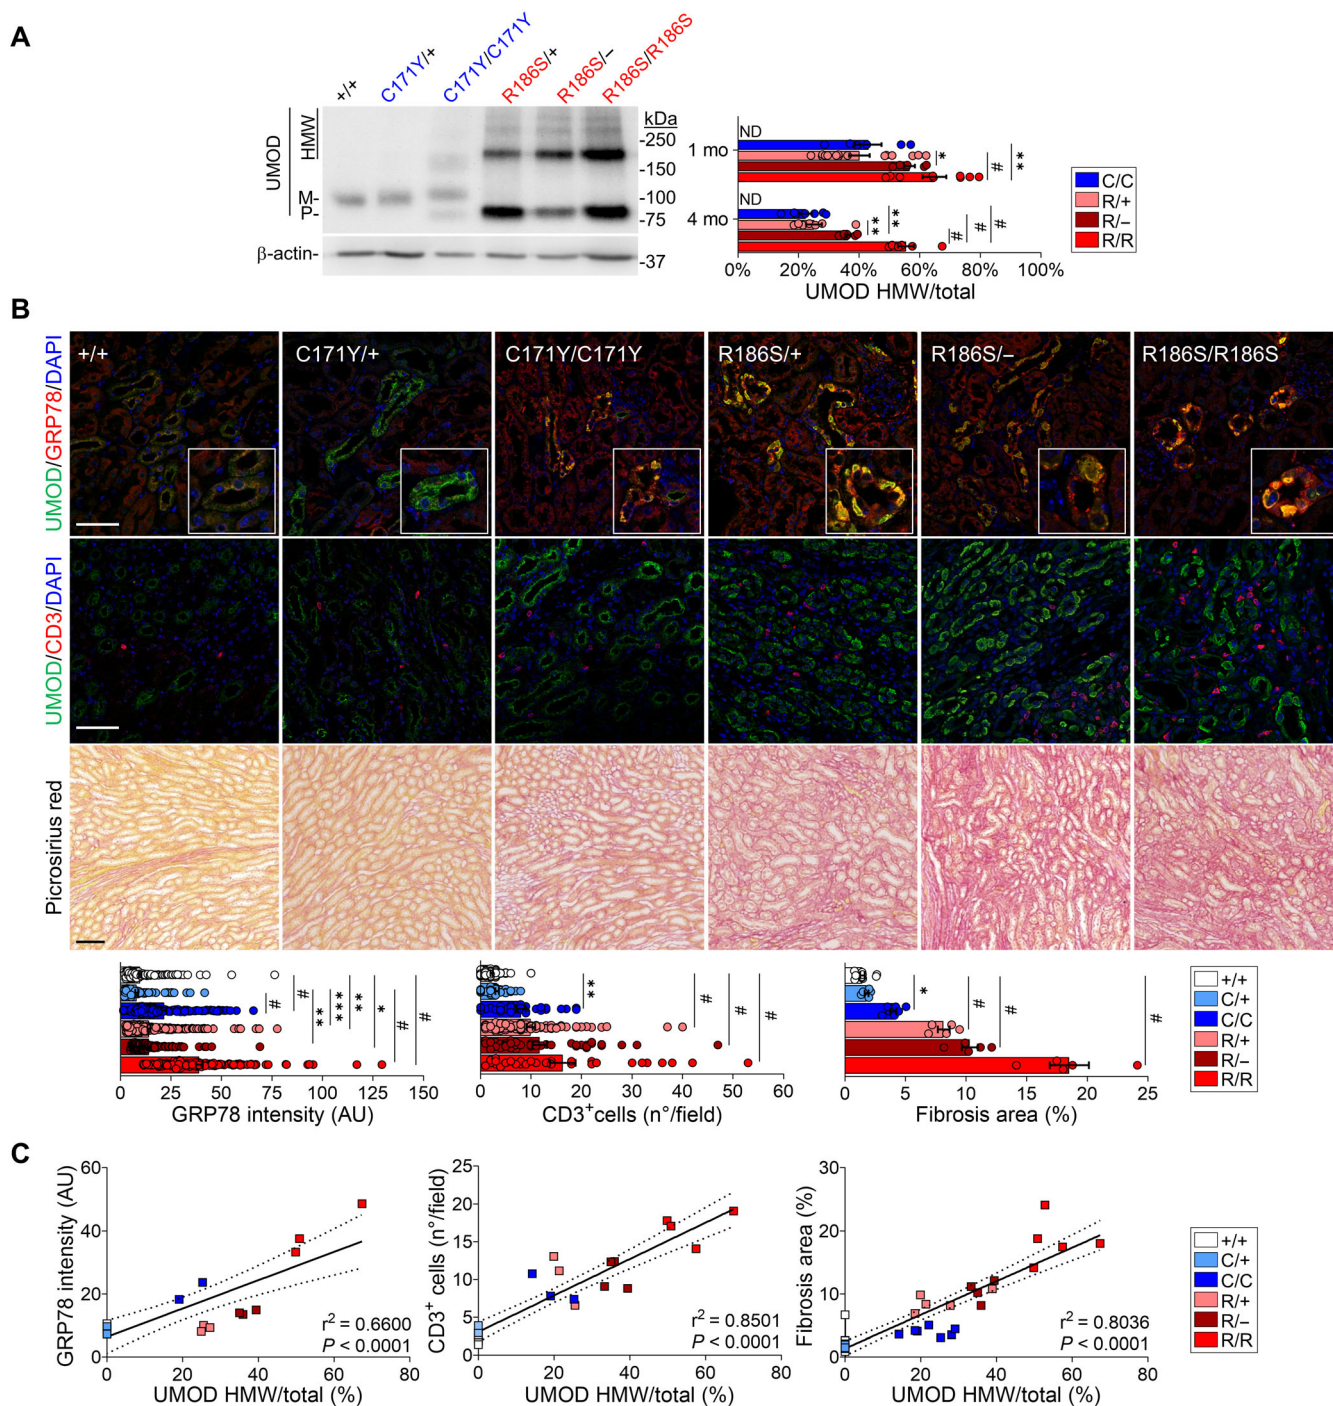 A
+/+
C171Y/+
C171Y/C171Y
R186S/+
R186S/–
R186S/R186S
UMOD
HMW
M-
P-
β-actin-
kDa
-250
-150
-100
-75
-37
ND
1 mo
* # **
ND
4 mo
** ** # # #
0% 20% 40% 60% 80% 100%
UMOD HMW/total
C/C
R/+
R/–
R/R
B
UMOD/GRP78/DAPI
+/+
C171Y/+
C171Y/C171Y
R186S/+
R186S/–
R186S/R186S
UMOD/CD3/DAPI
Picrosirius red
# # ** *** ** * # #
0 25 50 75 100 150
GRP78 intensity (AU)
** # # #
0 10 20 30 40 50 60
CD3⁺cells (n°/field)
* # # #
0 5 10 15 20 25
Fibrosis area (%)
+/+
C/+
C/C
R/+
R/–
R/R
C
GRP78 intensity (AU)
60
40
20
0
0 20 40 60 80
UMOD HMW/total (%)
r² = 0.6600
P < 0.0001
CD3⁺ cells (n°/field)
25
20
15
10
5
0
0 20 40 60 80
UMOD HMW/total (%)
r² = 0.8501
P < 0.0001
Fibrosis area (%)
30
20
10
0
0 20 40 60 80
UMOD HMW/total (%)
r² = 0.8036
P < 0.0001
+/+
C/+
C/C
R/+
R/–
R/R